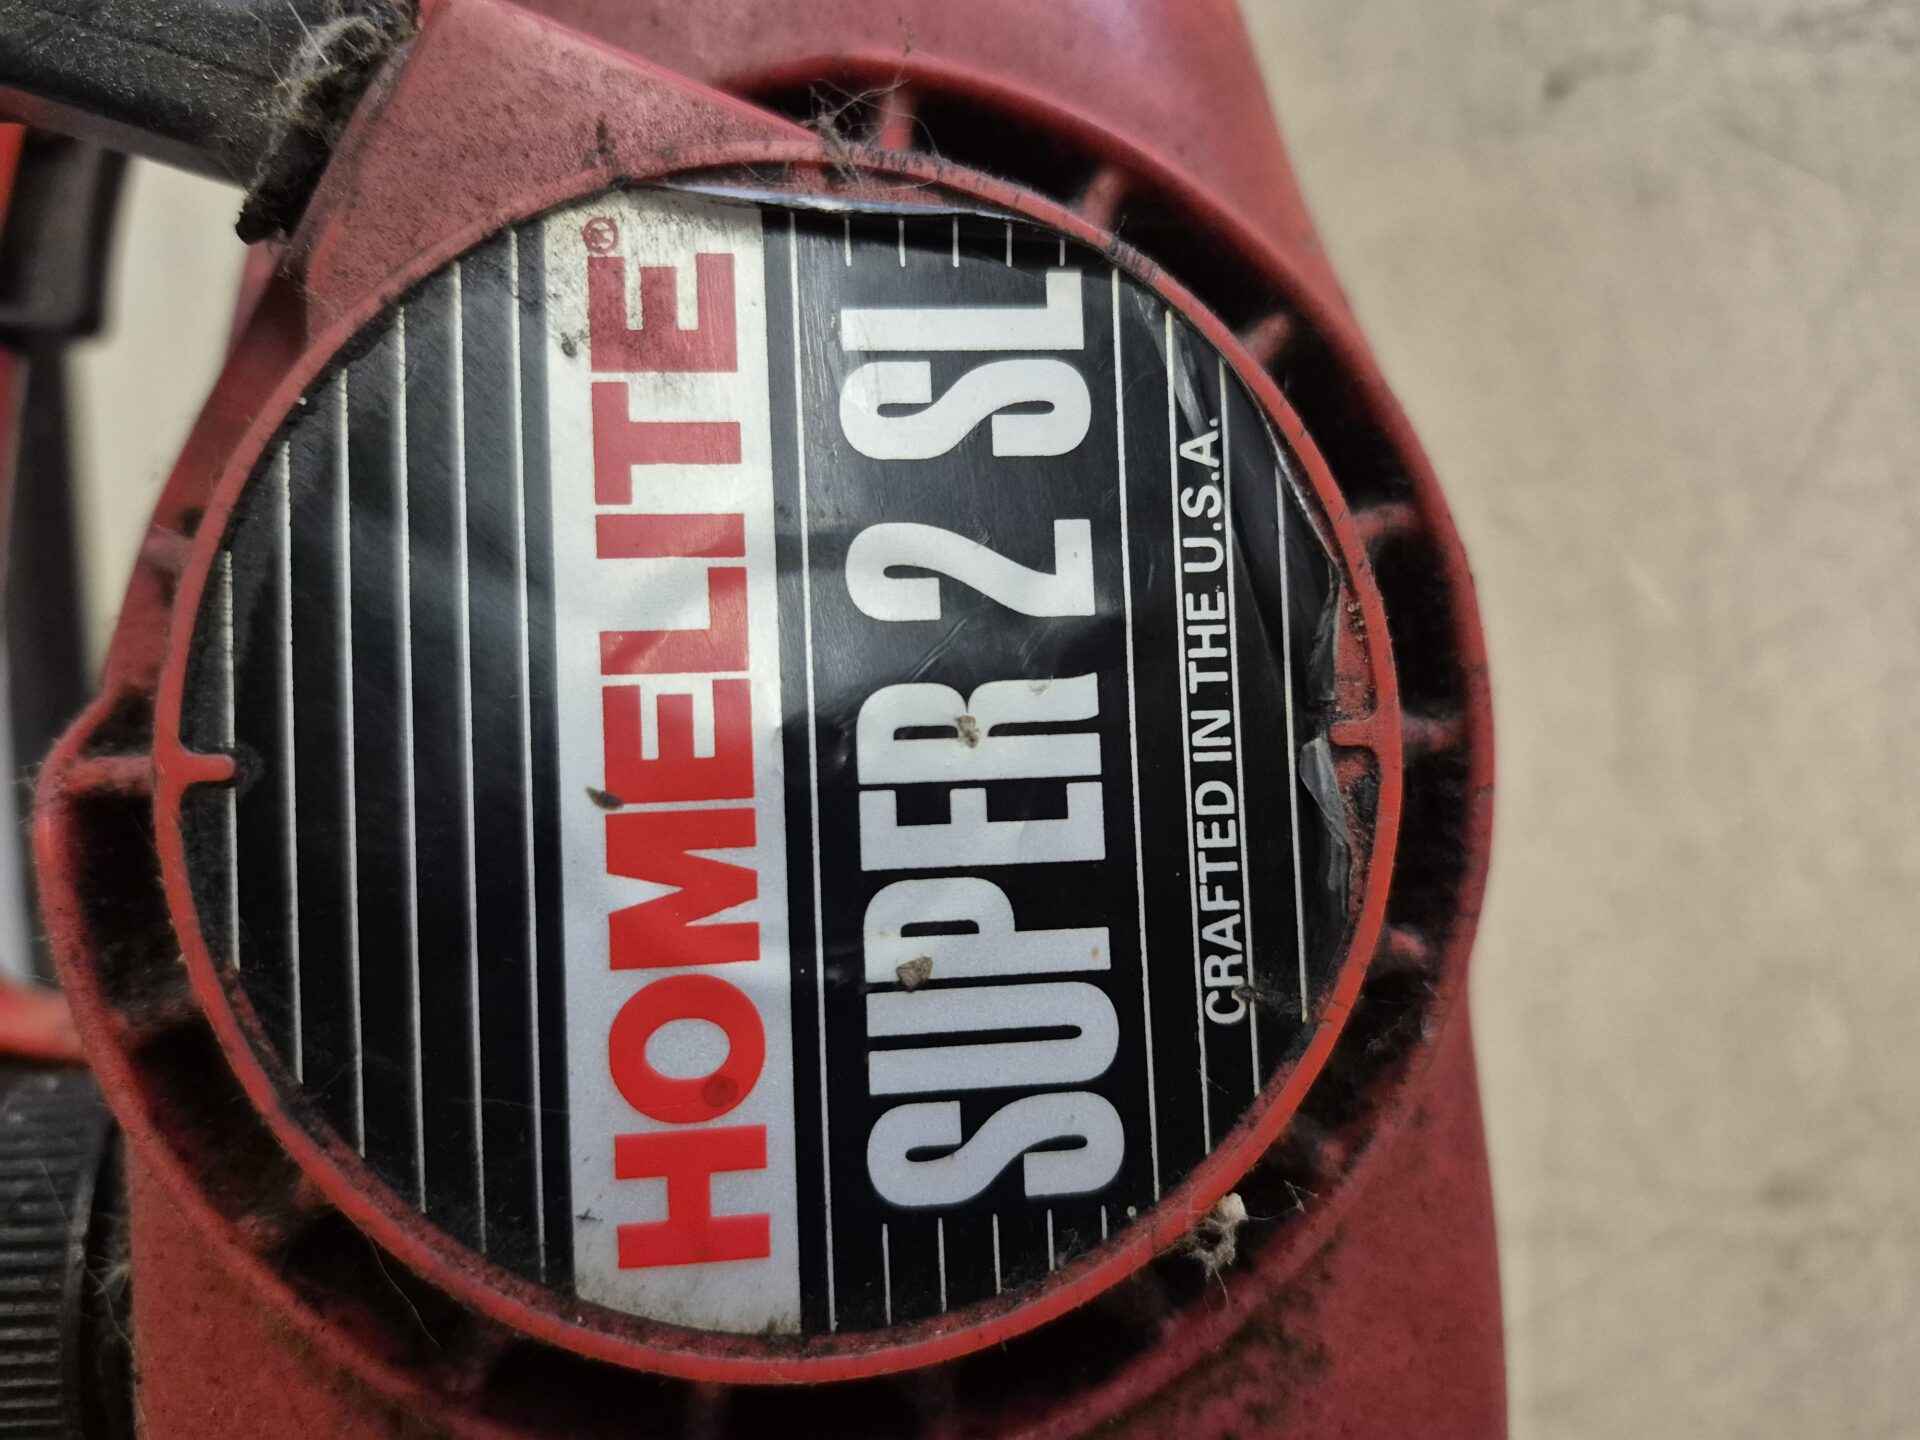 HOMELITE®
SUPER 2 SL
CRAFTED IN THE U.S.A.